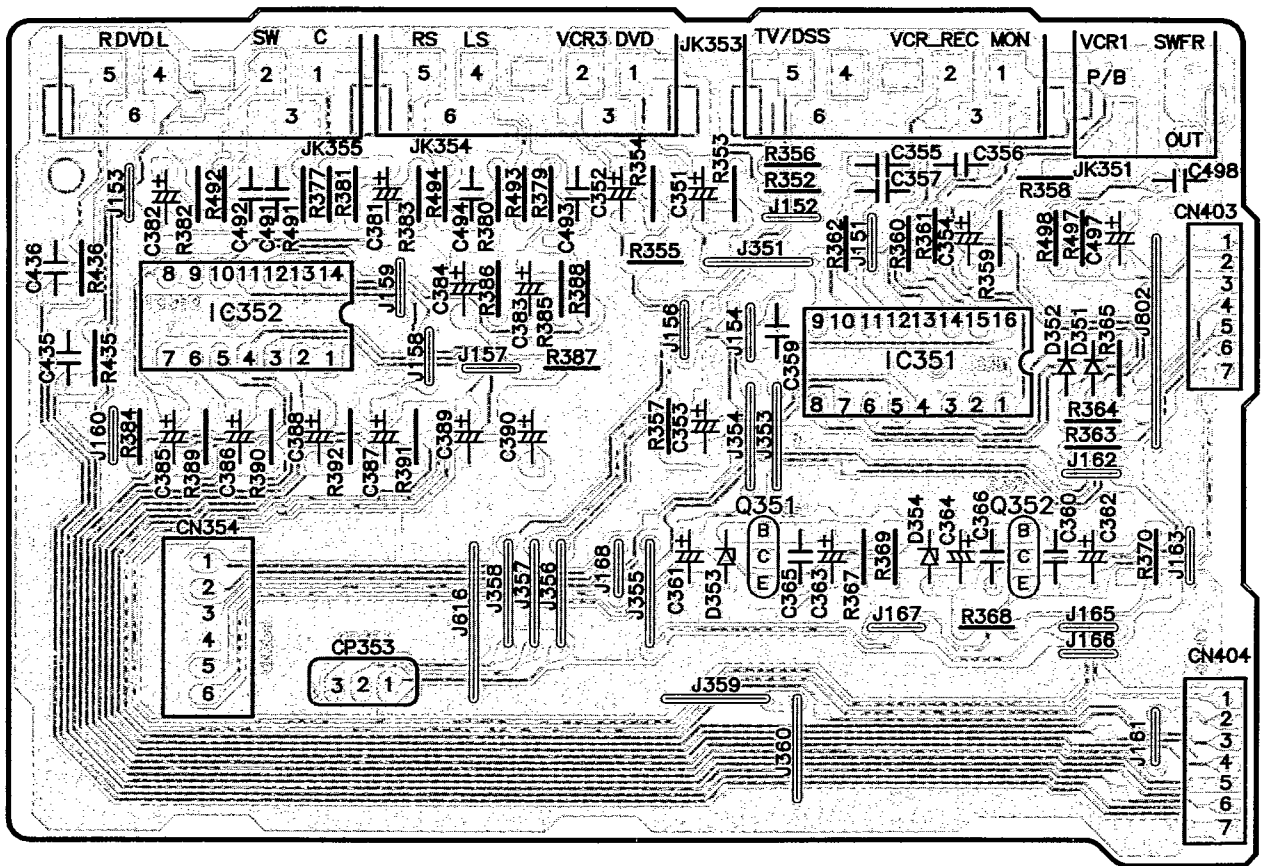 R DVD L SW C RS LS VCR3 DVD JK353 TV/DSS VCR_REC MON VCR1 SWFR
5 4 2 1 5 4 2 1 5 4 2 1 P/B
6 3 6 3 6 3 OUT
JK355 JK354 JK351
J153 C382 R382 R492 C492 C491 R491 R377 R381 C381 R383 R494 C494 R380 R493 R379 C493 C352 R354 C351 R353
R356 C355 C356
R352 C357 R358 C498
J152
CN403
C436 R436
R355 J351 R362 J151 R360 R361 C354 R359 R498 R497 C497
8 9 10 11 12 13 14
IC352
7 6 5 4 3 2 1
J159 C384 R386 C383 R385 R388
J158 J157 R387
J156 J154 C359
9 10 11 12 13 14 15 16
IC351
8 7 6 5 4 3 2 1
D352 D351 R365 J802
1
2
3
4
5
6
7
C435 R435
J160 R384 C385 R389 C386 R390 C388 R392 C387 R391 C389 C390
R357 C353 J354 J353
R364
R363
J162
CN354
1
2
3
4
5
6
Q351
B
C
E
Q352
B
C
E
J616 J358 J357 J356 J168 J355 C361 D353 C365 C363 R367 R369 D354 C364 C366 C360 C362 R370 J163
J167 R368 J165
J166
CP353
3 2 1
CN404
J359
J360
J161
1
2
3
4
5
6
7